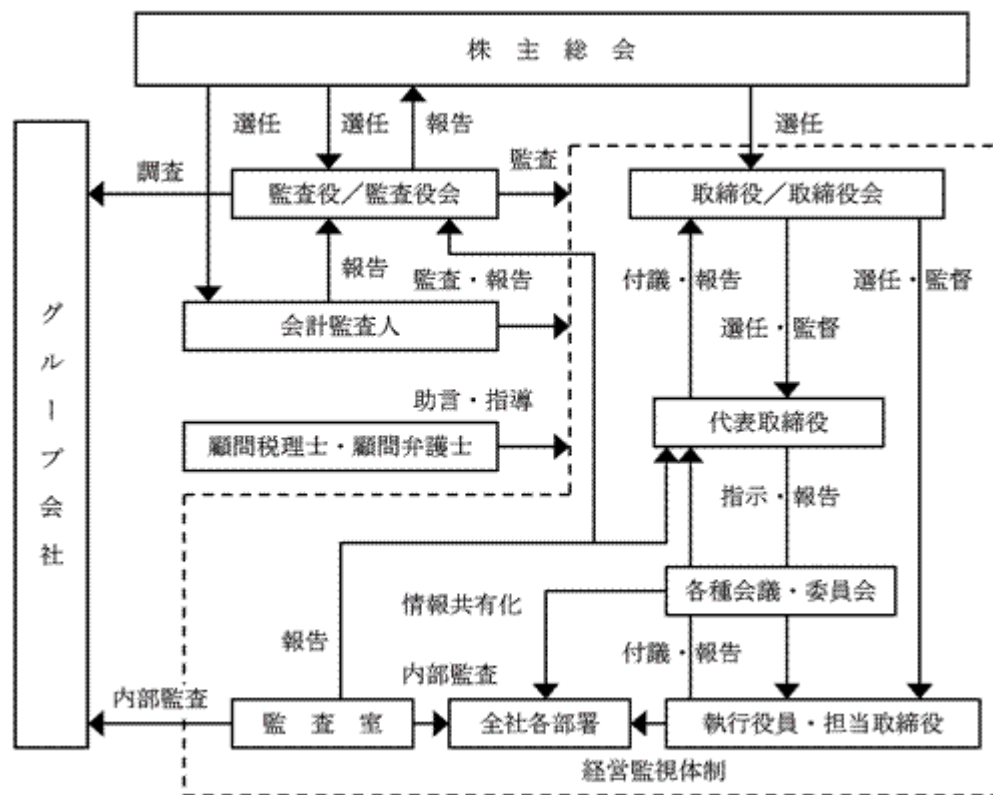 株主総会
選任
選任
報告
選任
調査
監査役／監査役会
監査
取締役／取締役会
報告
監査・報告
付議・報告
選任・監督
会計監査人
選任・監督
グループ会社
助言・指導
代表取締役
顧問税理士・顧問弁護士
指示・報告
各種会議・委員会
情報共有化
報告
付議・報告
内部監査
内部監査
監査室
全社各部署
執行役員・担当取締役
経営監視体制